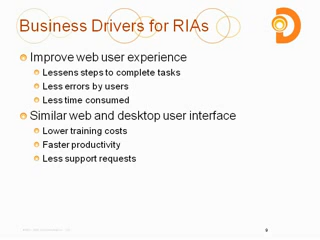 Business Drivers for RIAs
Improve web user experience
Lessens steps to complete tasks
Less errors by users
Less time consumed
Similar web and desktop user interface
Lower training costs
Faster productivity
Less support requests